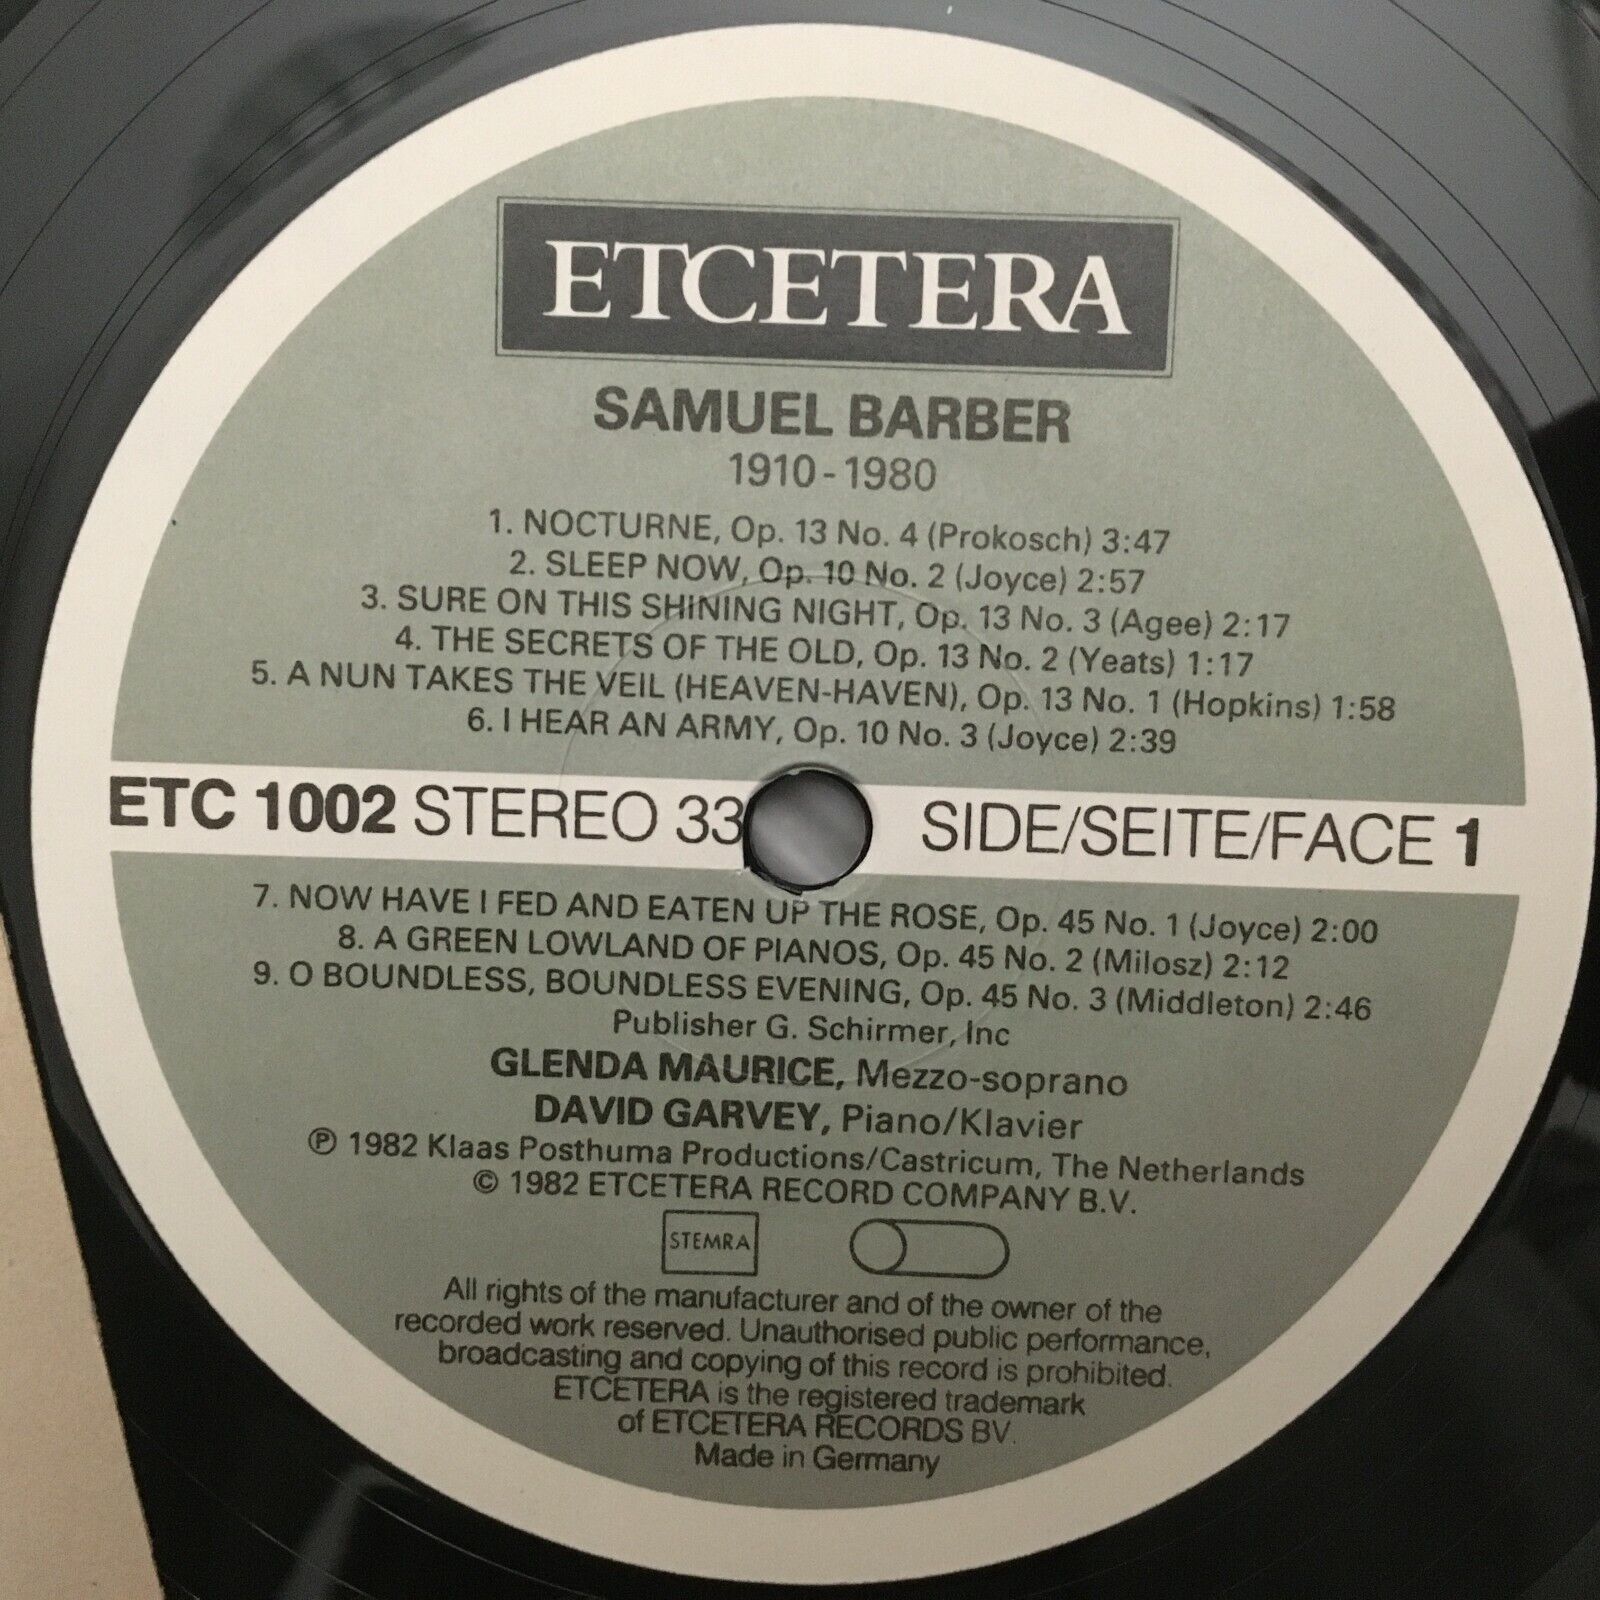 ETCETERA
SAMUEL BARBER
1910-1980
1. NOCTURNE, Op. 13 No. 4 (Prokosch) 3:47
2. SLEEP NOW, Op. 10 No. 2 (Joyce) 2:57
3. SURE ON THIS SHINING NIGHT, Op. 13 No. 3 (Agee) 2:17
4. THE SECRETS OF THE OLD, Op. 13 No. 2 (Yeats) 1:17
5. A NUN TAKES THE VEIL (HEAVEN-HAVEN), Op. 13 No. 1 (Hopkins) 1:58
6. I HEAR AN ARMY, Op. 10 No. 3 (Joyce) 2:39
ETC 1002 STEREO 33 SIDE/SEITE/FACE 1
7. NOW HAVE I FED AND EATEN UP THE ROSE, Op. 45 No. 1 (Joyce) 2:00
8. A GREEN LOWLAND OF PIANOS, Op. 45 No. 2 (Milosz) 2:12
9. O BOUNDLESS, BOUNDLESS EVENING, Op. 45 No. 3 (Middleton) 2:46
Publisher G. Schirmer, Inc
GLENDA MAURICE, Mezzo-soprano
DAVID GARVEY, Piano/Klavier
℗ 1982 Klaas Posthuma Productions/Castricum, The Netherlands
© 1982 ETCETERA RECORD COMPANY B.V.
STEMRA
All rights of the manufacturer and of the owner of the
recorded work reserved. Unauthorised public performance,
broadcasting and copying of this record is prohibited.
ETCETERA is the registered trademark
of ETCETERA RECORDS BV.
Made in Germany